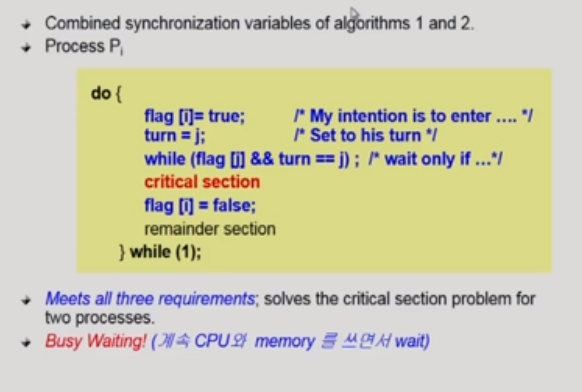 Combined synchronization variables of algorithms 1 and 2.
Process Pi
do {
flag [i]= true; /* My intention is to enter .... */
turn = j; /* Set to his turn */
while (flag [j] && turn == j) ; /* wait only if ...*/
critical section
flag [i] = false;
remainder section
} while (1);
Meets all three requirements; solves the critical section problem for
two processes.
Busy Waiting! (계속 CPU와 memory 를 쓰면서 wait)